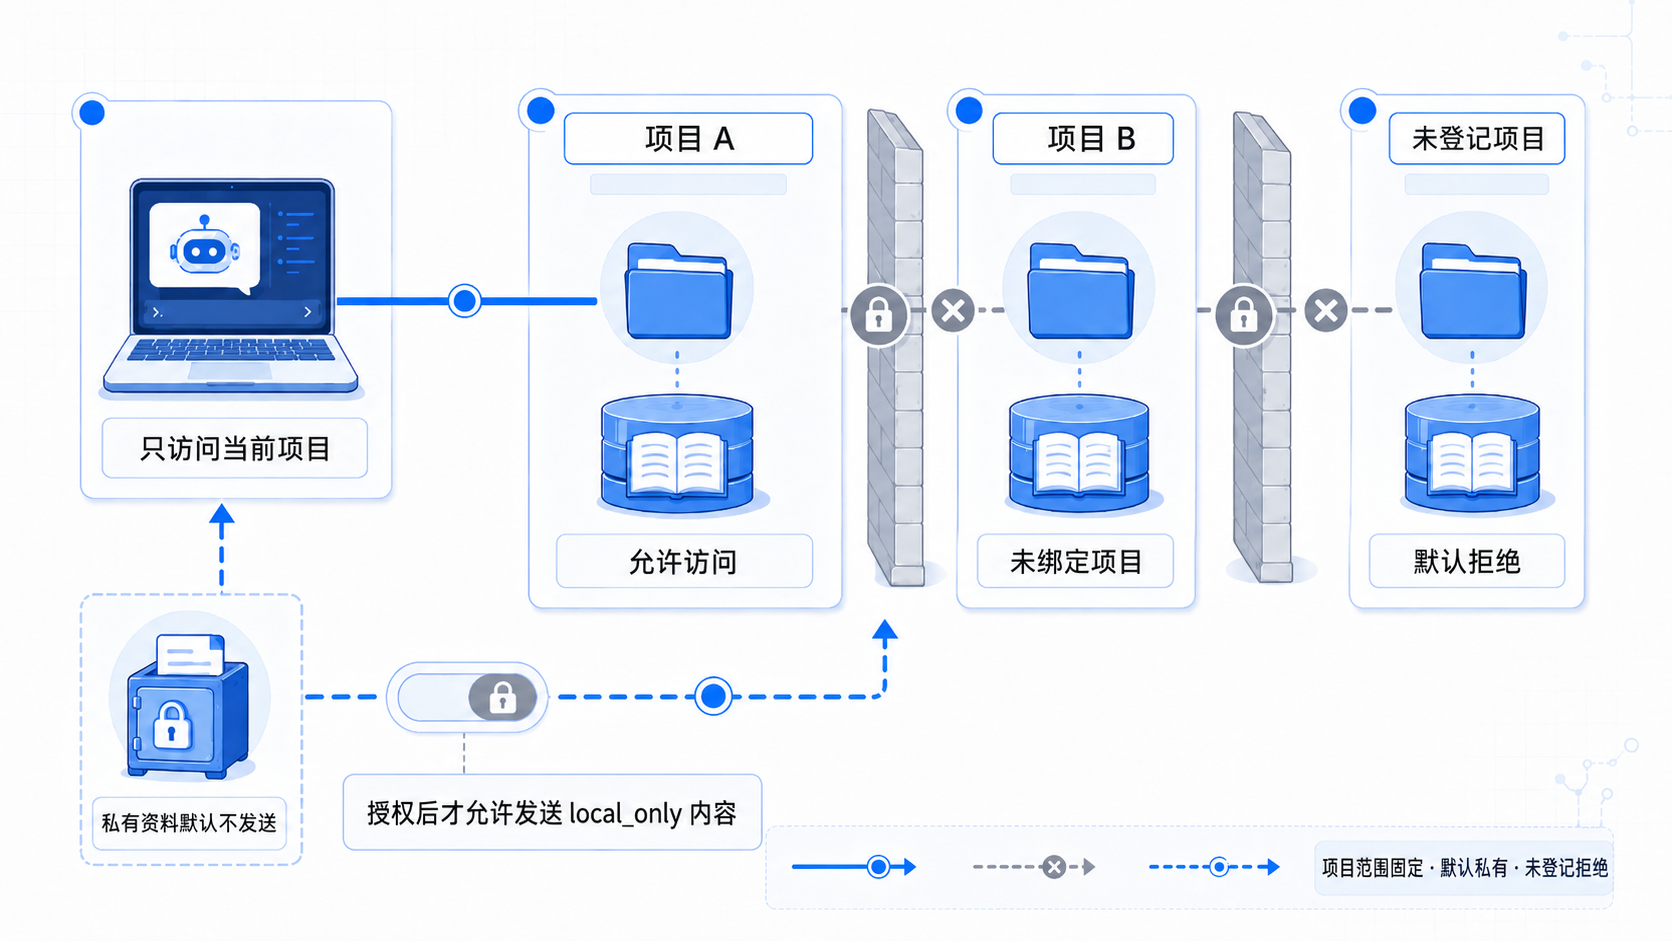 项目 A
项目 B
未登记项目
只访问当前项目
允许访问
未绑定项目
默认拒绝
私有资料默认不发送
授权后才允许发送 local_only 内容
项目范围固定 · 默认私有 · 未登记拒绝